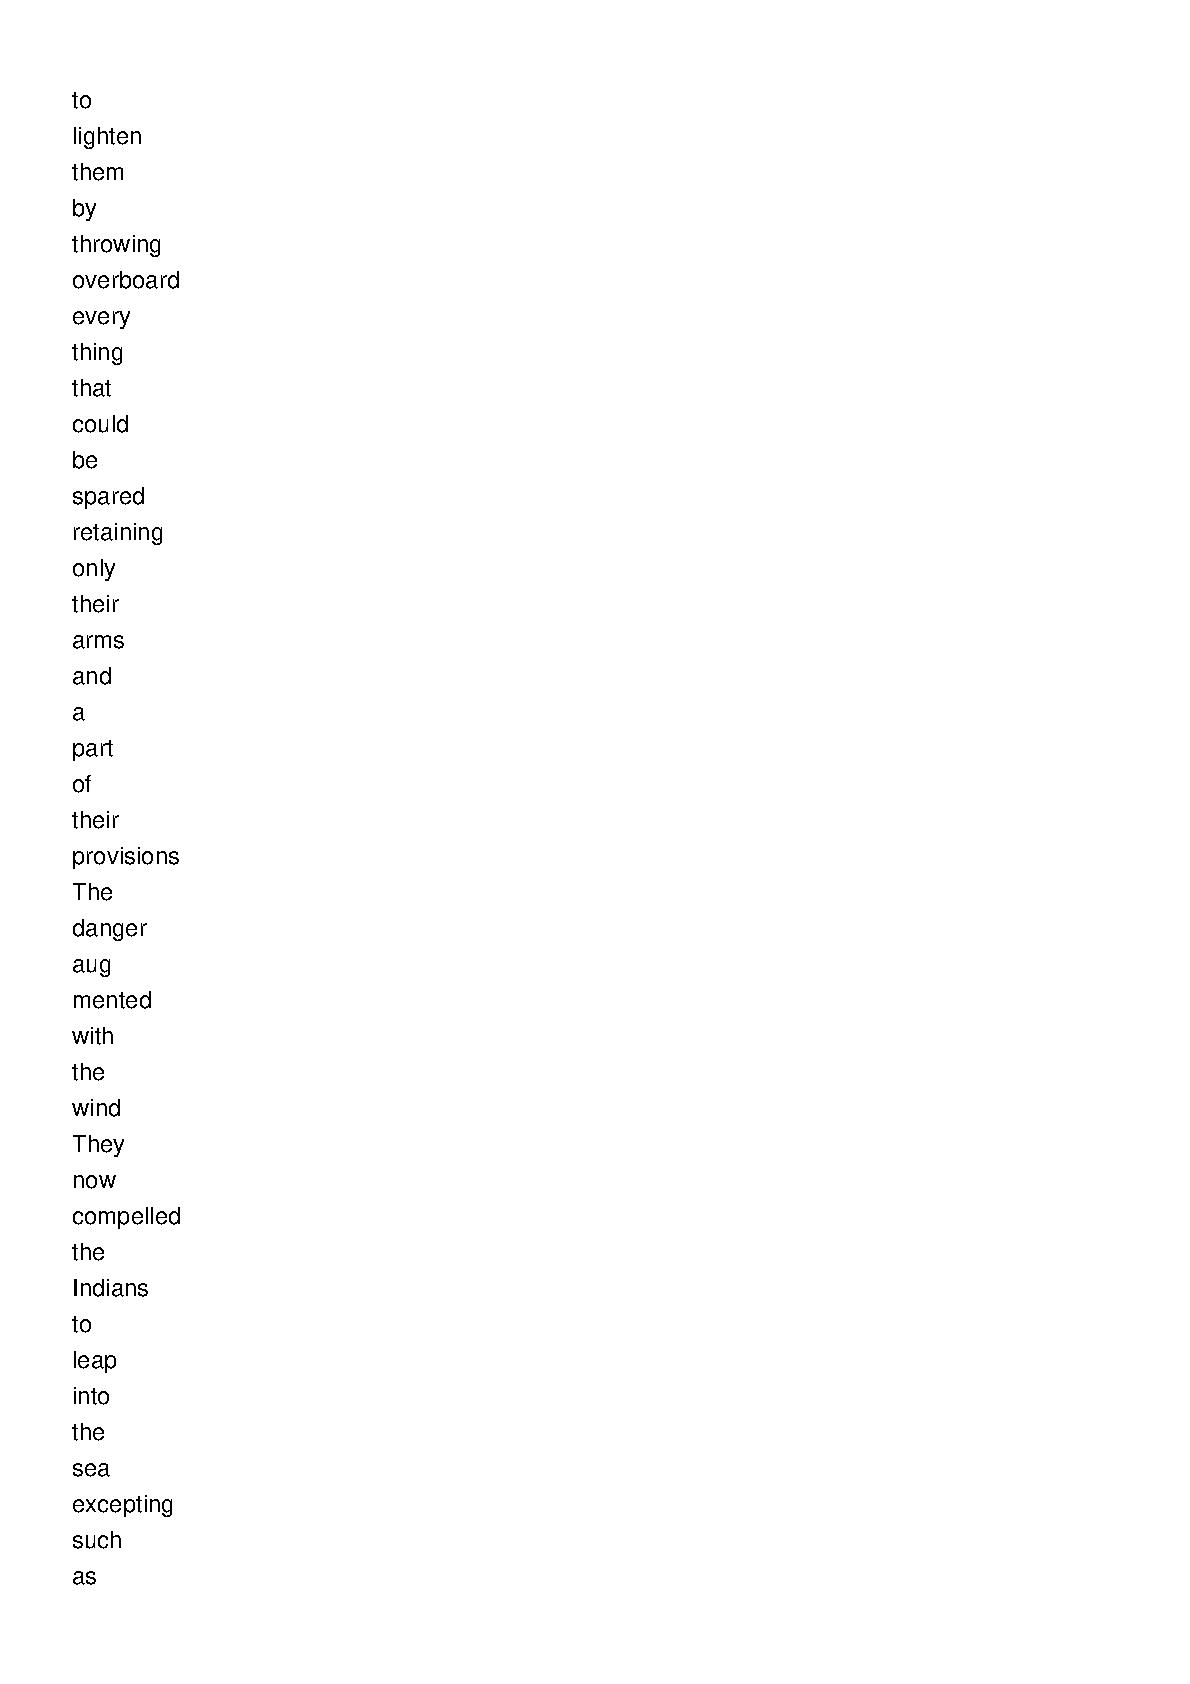 to
lighten
them
by
throwing
overboard
every
thing
that
could
be
spared
retaining
only
their
arms
and
a
part
of
their
provisions
The
danger
aug
mented
with
the
wind
They
now
compelled
the
Indians
to
leap
into
the
sea
excepting
such
as